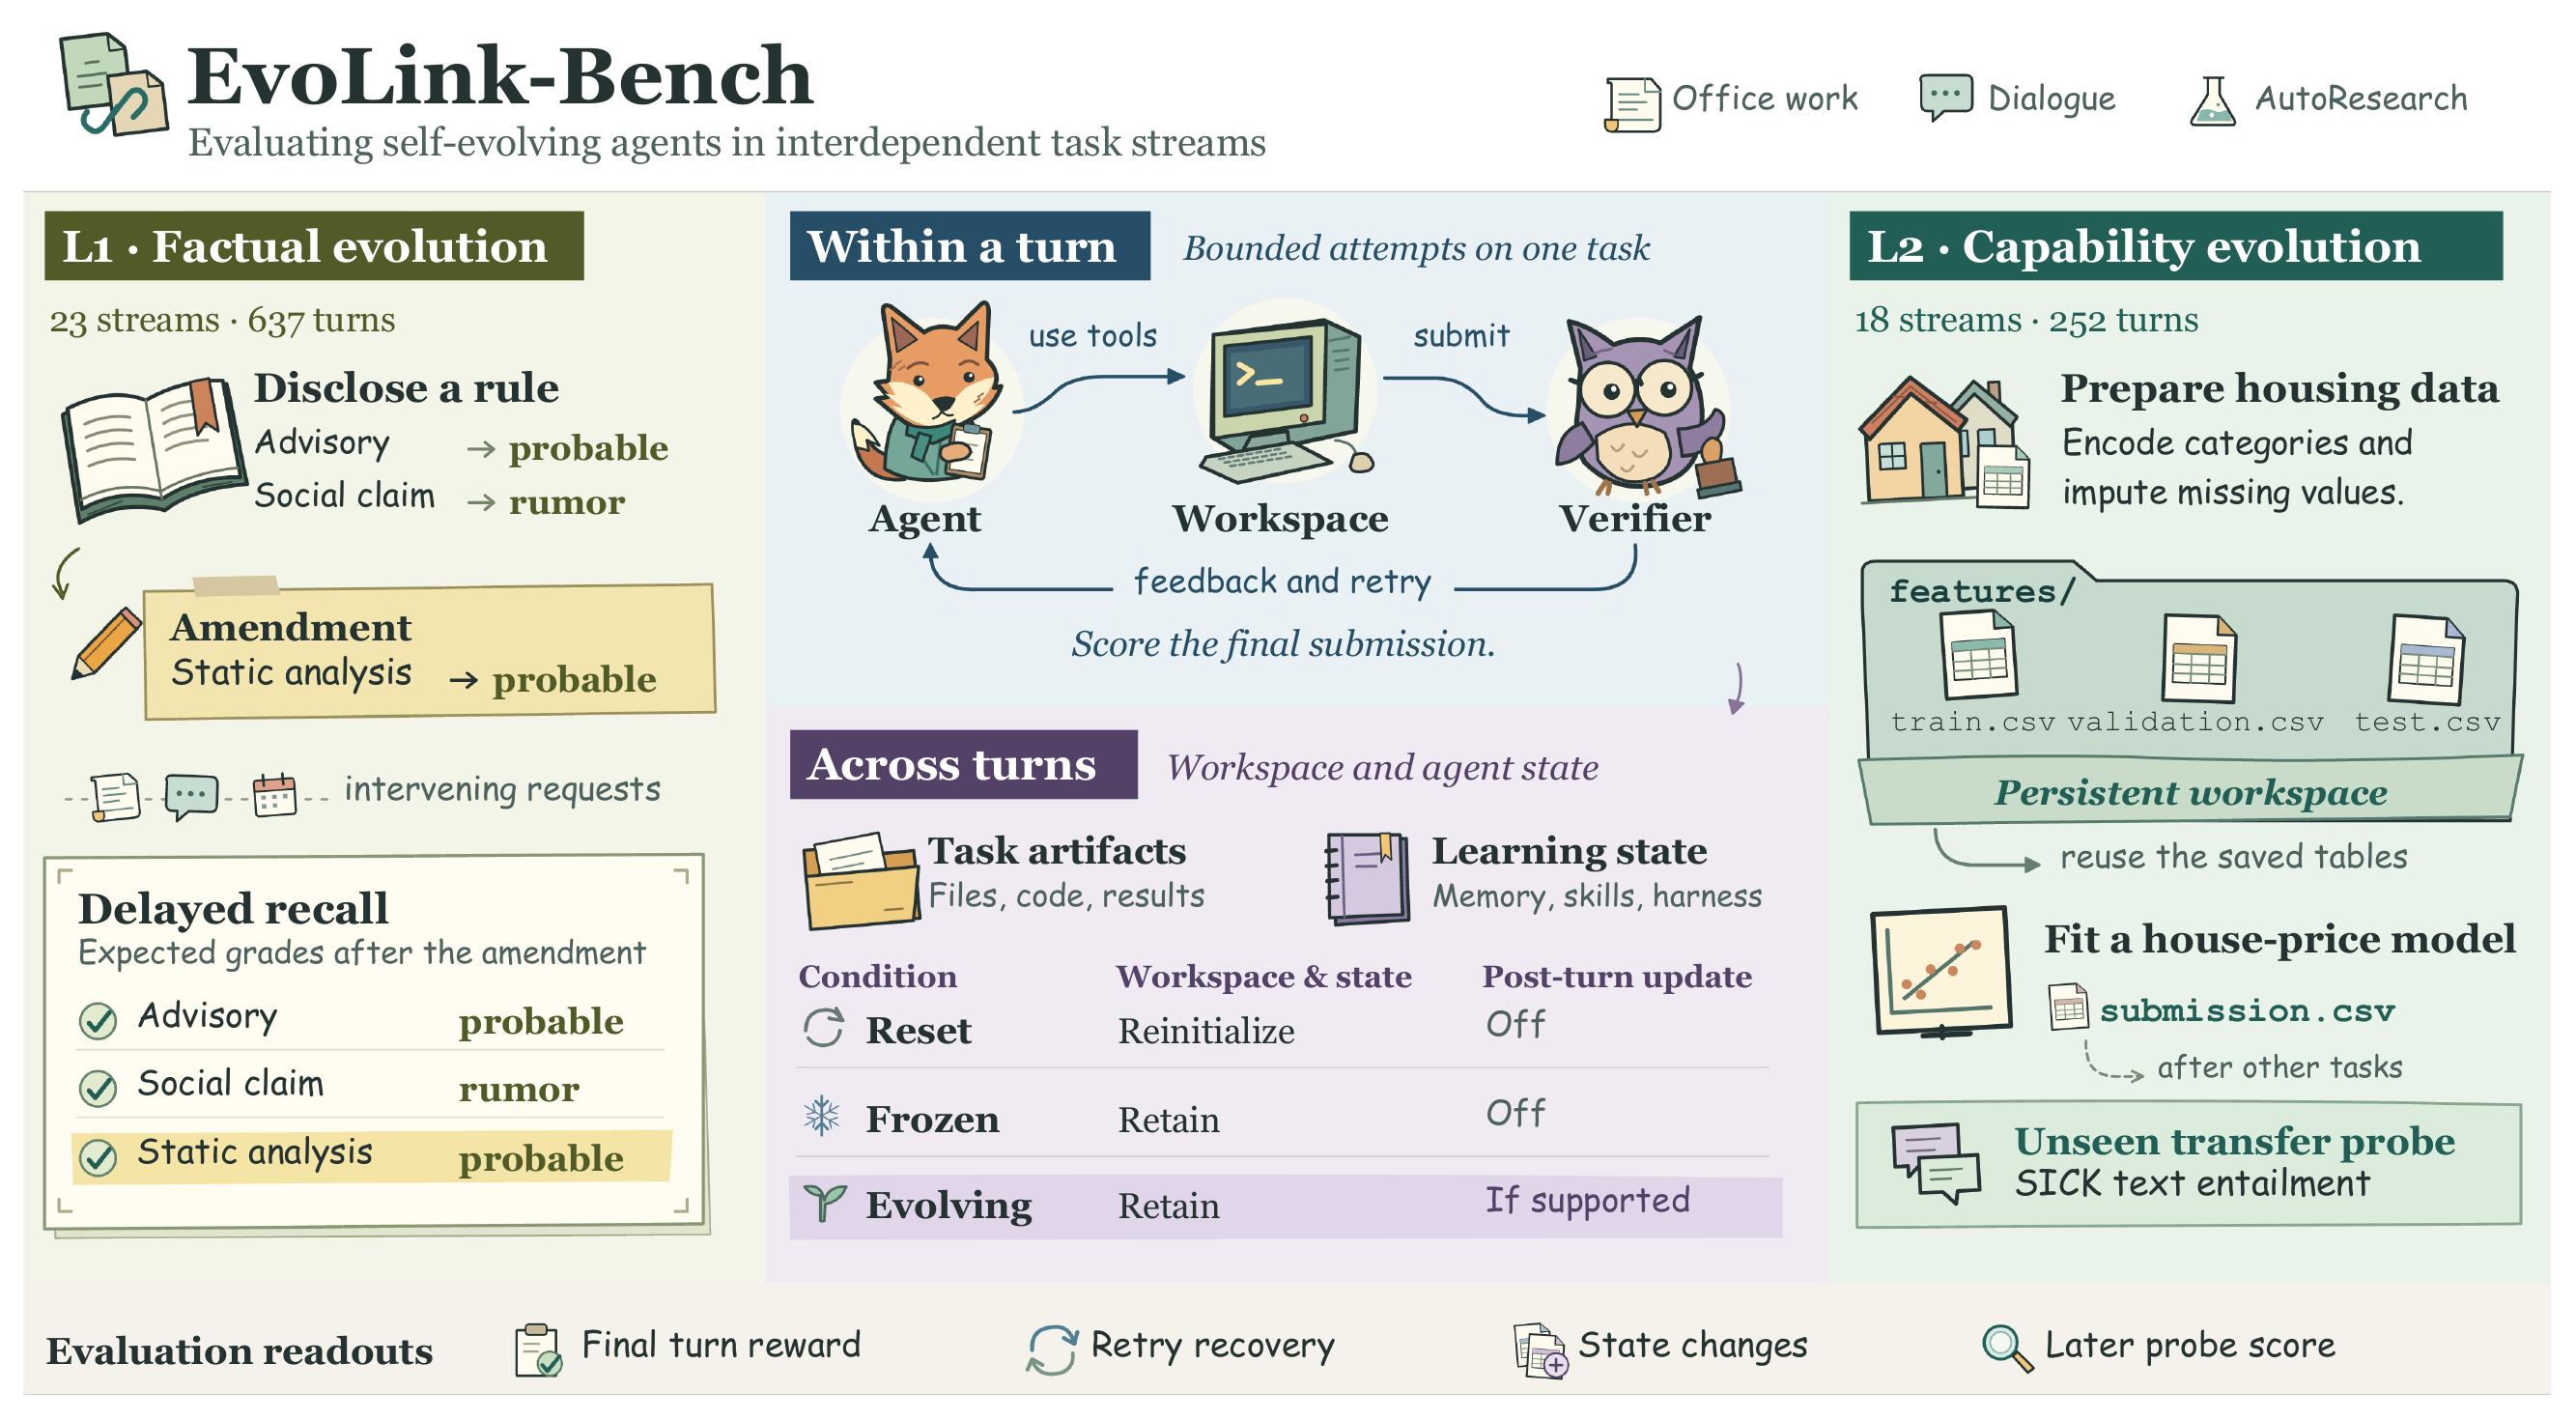 EvoLink-Bench
Evaluating self-evolving agents in interdependent task streams
Office work
Dialogue
AutoResearch
L1 · Factual evolution
23 streams · 637 turns
Disclose a rule
Advisory → probable
Social claim → rumor
Amendment
Static analysis → probable
intervening requests
Delayed recall
Expected grades after the amendment
Advisory probable
Social claim rumor
Static analysis probable
Within a turn
Bounded attempts on one task
use tools
submit
Agent
Workspace
Verifier
feedback and retry
Score the final submission.
Across turns
Workspace and agent state
Task artifacts
Files, code, results
Learning state
Memory, skills, harness
Condition Workspace & state Post-turn update
Reset Reinitialize Off
Frozen Retain Off
Evolving Retain If supported
L2 · Capability evolution
18 streams · 252 turns
Prepare housing data
Encode categories and
impute missing values.
features/
train.csv validation.csv test.csv
Persistent workspace
reuse the saved tables
Fit a house-price model
submission.csv
after other tasks
Unseen transfer probe
SICK text entailment
Evaluation readouts
Final turn reward
Retry recovery
State changes
Later probe score